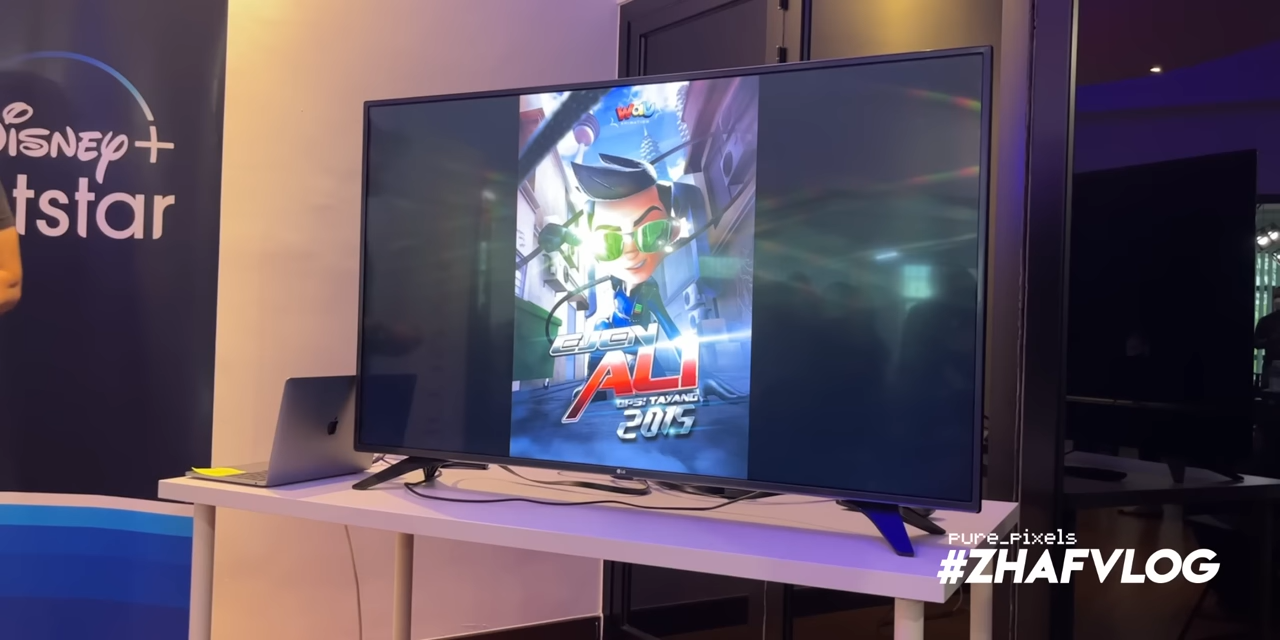 Disney+
tstar
WaU
EJEN
ALI
OPS: TAYANG
2015
LG
pure_pixels
#ZHAFVLOG